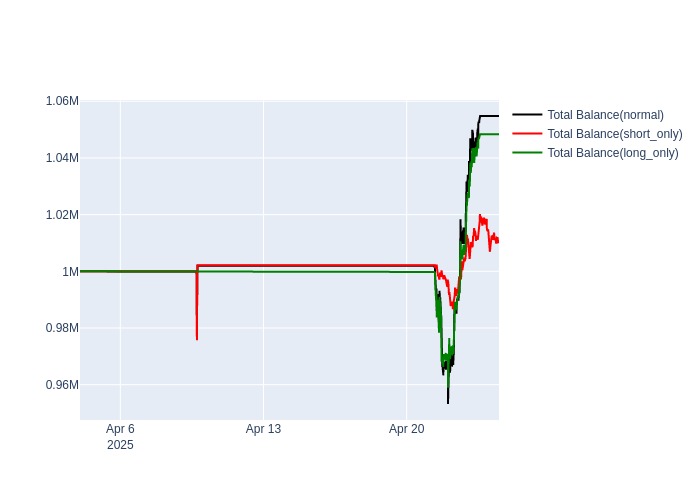 1.06M
1.04M
1.02M
1M
0.98M
0.96M
Apr 6
2025
Apr 13
Apr 20
Total Balance(normal)
Total Balance(short_only)
Total Balance(long_only)